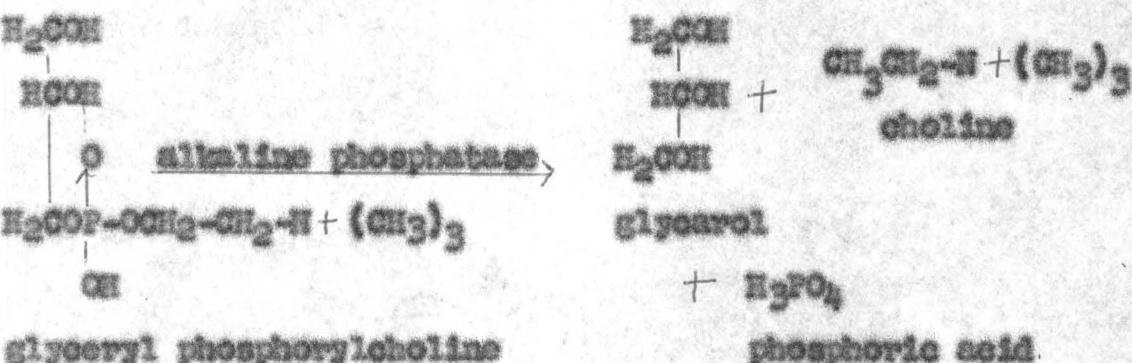 H2COH
HCOH
O
alkaline phosphatase
H2COP-OCH2-CH2-N+(CH3)3
OH
glyceryl phosphorylcholine
H2COH
HCOH +
H2COH
glycerol
CH3CH2-N+(CH3)3
choline
+ H3PO4
phosphoric acid